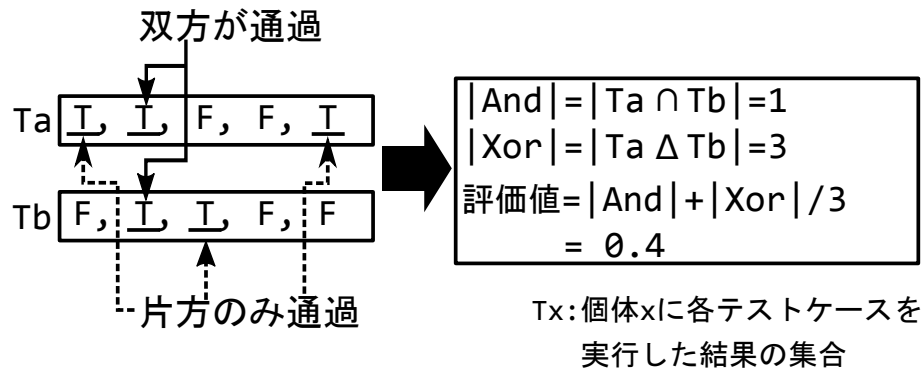 双方が通過
Ta T, T, F, F, T
Tb F, T, T, F, F
片方のみ通過
|And|=|Ta∩Tb|=1
|Xor|=|TaΔTb|=3
評価値=|And|+|Xor|/3
= 0.4
Tx:個体xに各テストケースを
実行した結果の集合